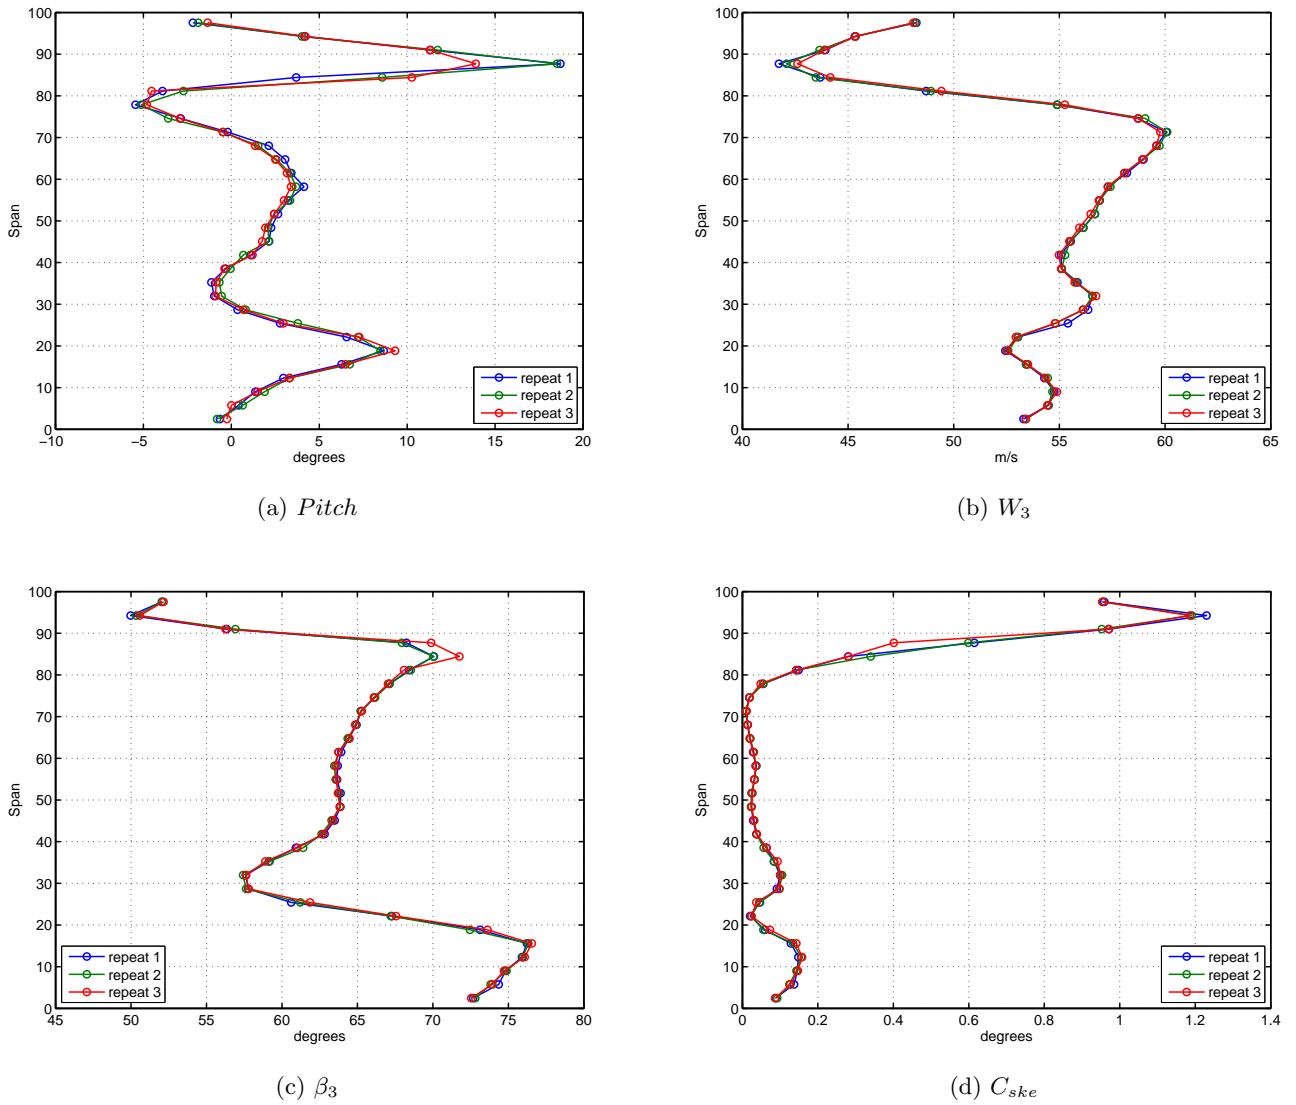 100
90
80
70
60
50
40
30
20
10
0
Span
−10 −5 0 5 10 15 20
degrees
repeat 1
repeat 2
repeat 3
(a) Pitch
100
90
80
70
60
50
40
30
20
10
0
Span
40 45 50 55 60 65
m/s
repeat 1
repeat 2
repeat 3
(b) W3
100
90
80
70
60
50
40
30
20
10
0
Span
45 50 55 60 65 70 75 80
degrees
repeat 1
repeat 2
repeat 3
(c) β3
100
90
80
70
60
50
40
30
20
10
0
Span
0 0.2 0.4 0.6 0.8 1 1.2 1.4
degrees
repeat 1
repeat 2
repeat 3
(d) Cske